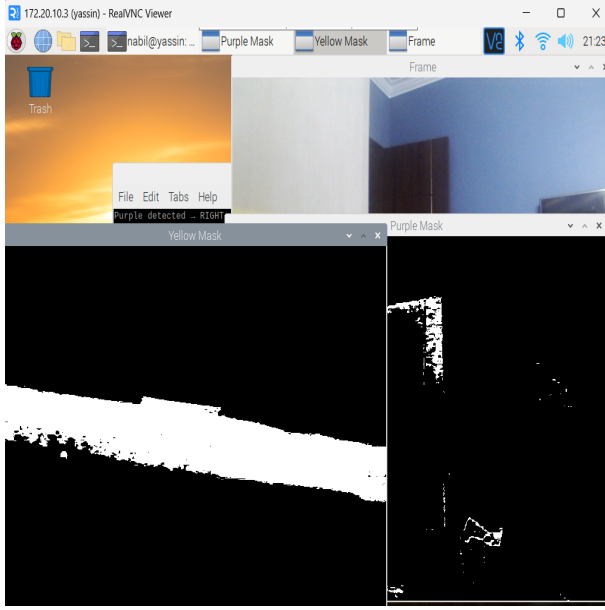 172.20.10.3 (yassin) - RealVNC Viewer
nabil@yassin: ... Purple Mask Yellow Mask Frame 21:23
Frame
Trash
File Edit Tabs Help
Purple detected → RIGHT
Purple Mask
Yellow Mask